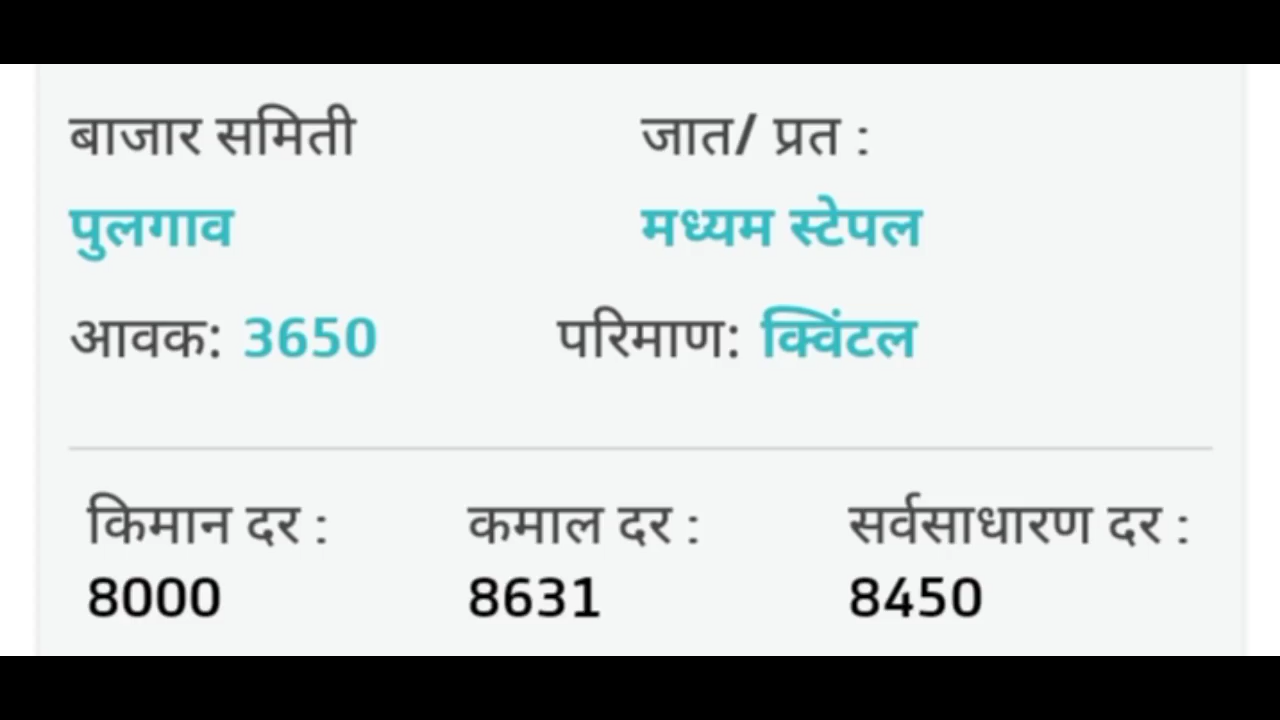 बाजार समिती जात/ प्रत :
पुलगाव मध्यम स्टेपल
आवक: 3650 परिमाण: क्विंटल
किमान दर : कमाल दर : सर्वसाधारण दर :
8000 8631 8450